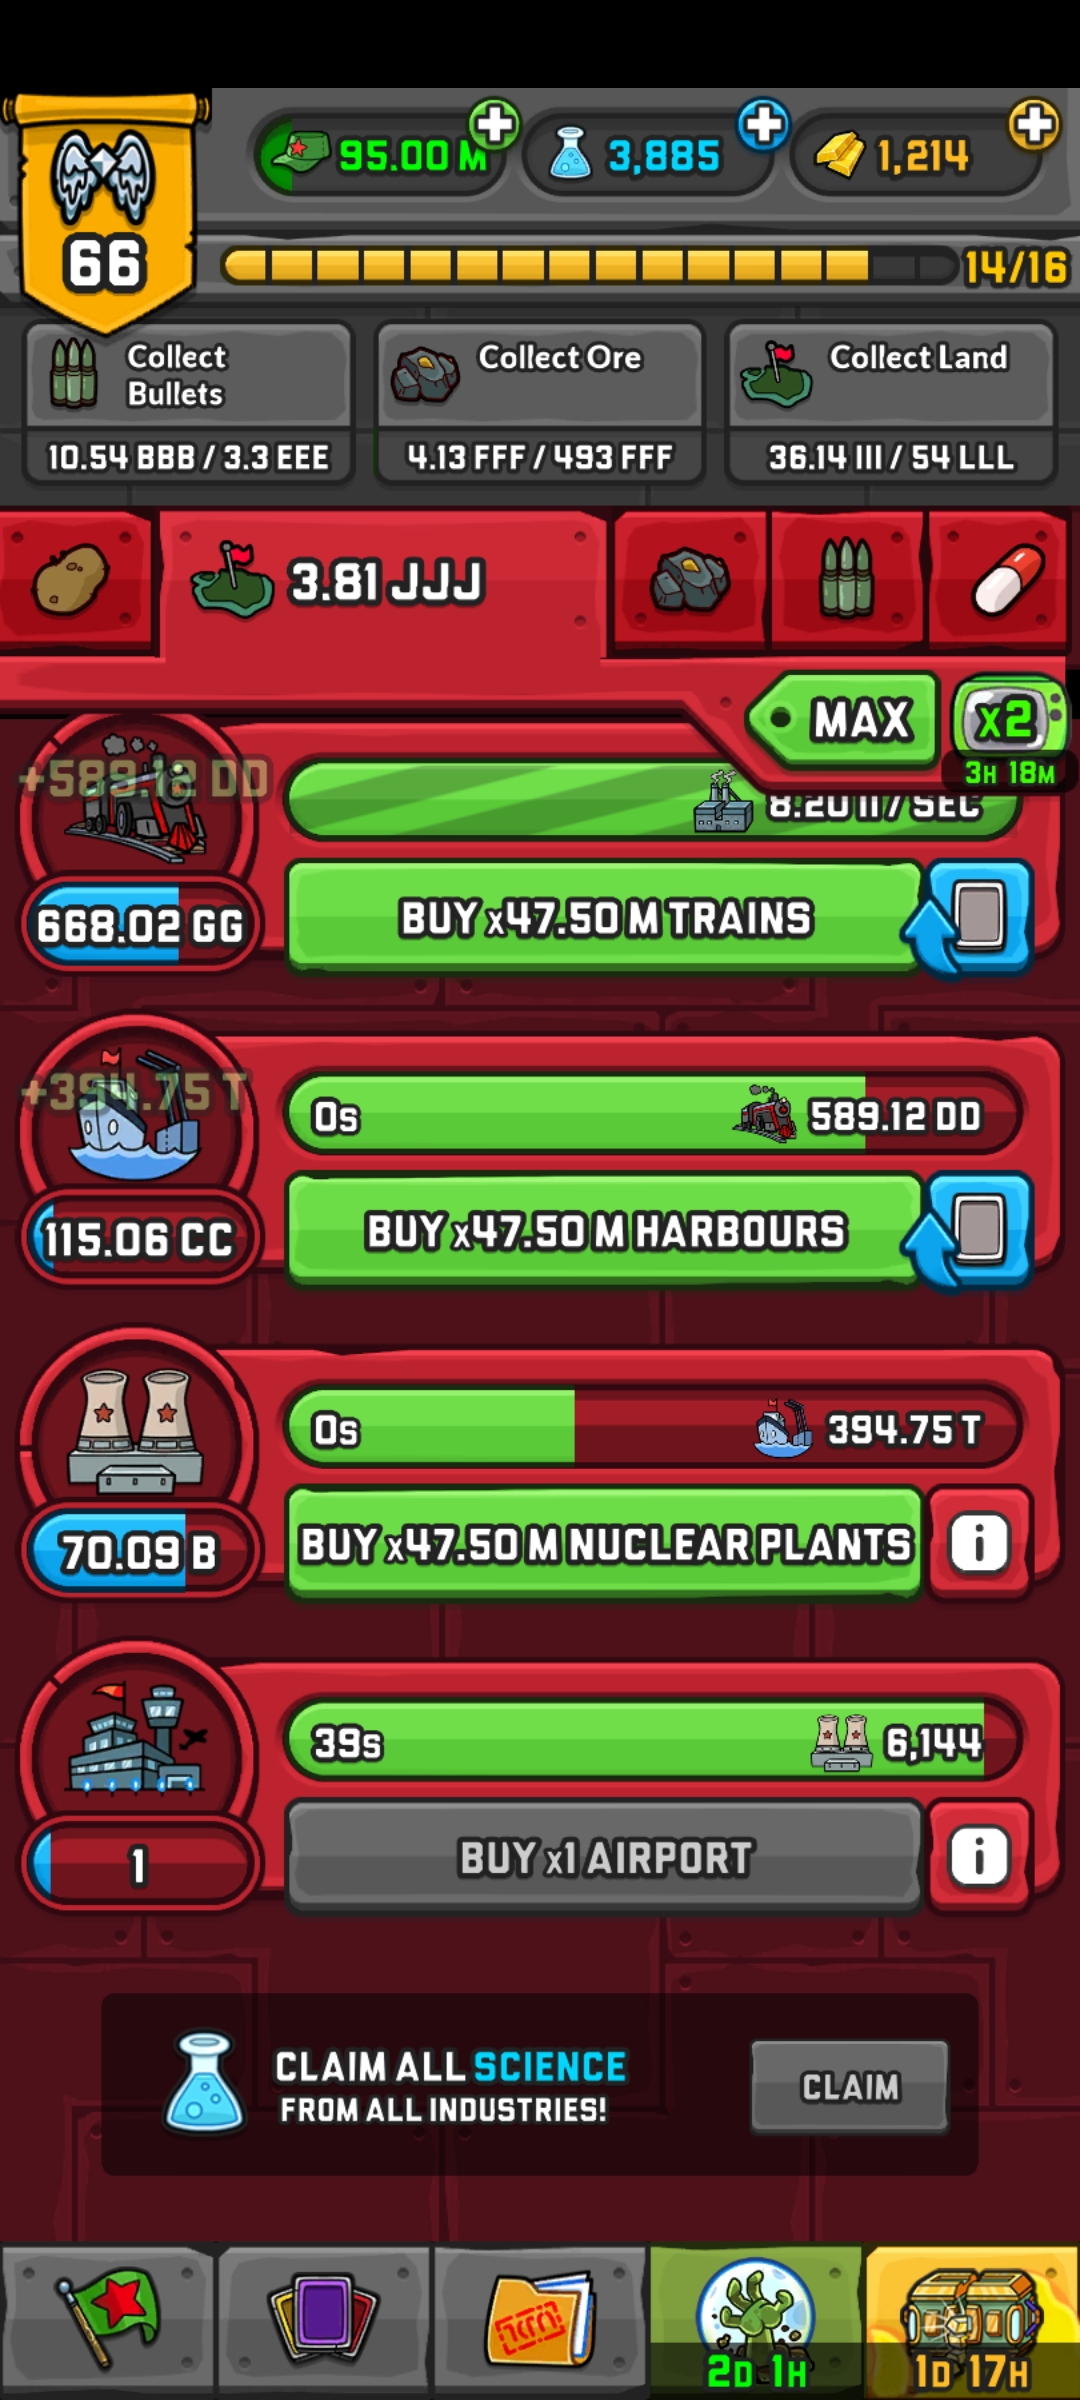 95.00 M
3,885
1,214
66
14/16
Collect
Bullets
Collect Ore
Collect Land
10.54 BBB / 3.3 EEE
4.13 FFF / 493 FFF
36.14 III / 54 LLL
3.81 JJJ
MAX
x2
3H 18M
+589.12 DD
8.20 II / SEC
668.02 GG
BUY x47.50 M TRAINS
+394.75 T
0s
589.12 DD
115.06 CC
BUY x47.50 M HARBOURS
0s
394.75 T
70.09 B
BUY x47.50 M NUCLEAR PLANTS
i
39s
6,144
1
BUY x1 AIRPORT
i
CLAIM ALL SCIENCE
FROM ALL INDUSTRIES!
CLAIM
2D 1H
1D 17H